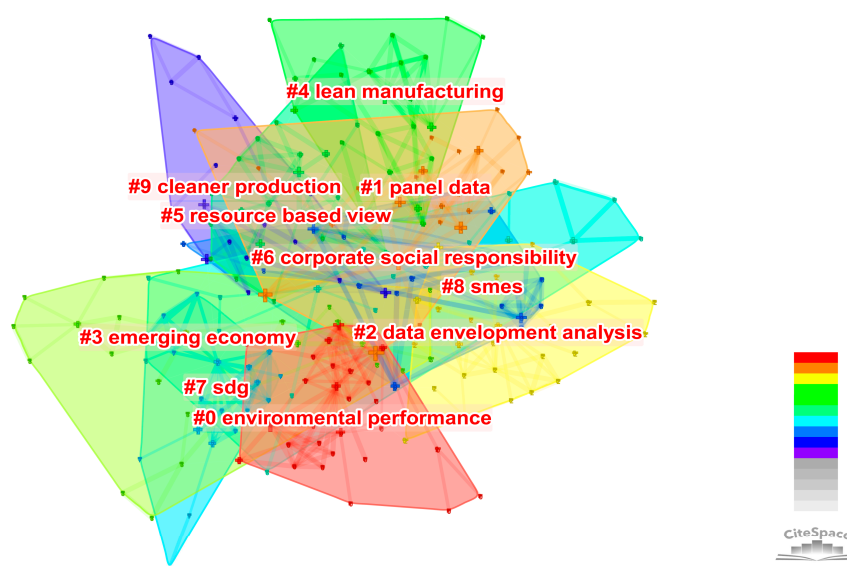 #4 lean manufacturing
#9 cleaner production
#1 panel data
#5 resource based view
#6 corporate social responsibility
#8 smes
#3 emerging economy
#2 data envelopment analysis
#7 sdg
#0 environmental performance
CiteSpace